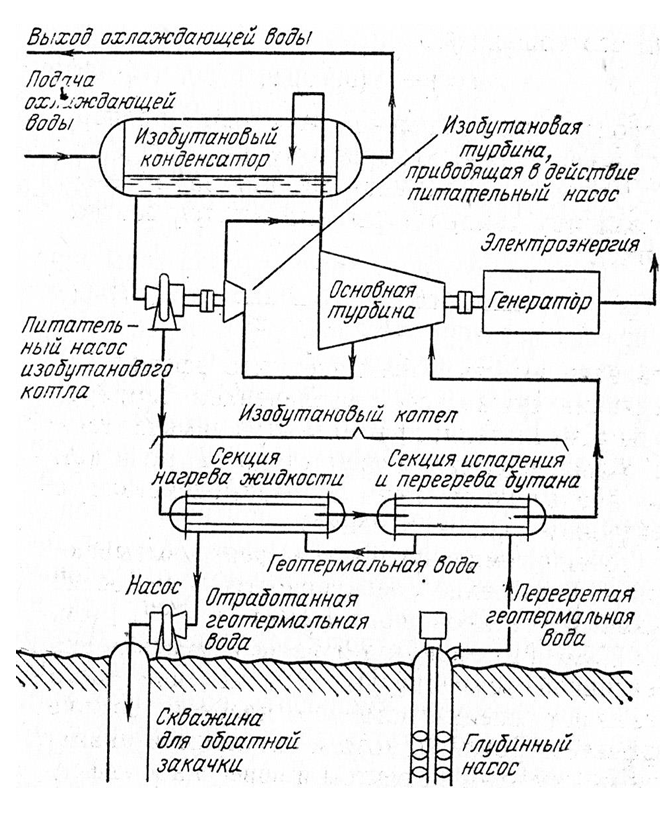 Выход охлаждающей воды
Подача
охлаждающей
воды
Изобутановый
конденсатор
Изобутановая
турбина,
приводящая в действие
питательный насос
Электроэнергия
Основная
турбина
Генератор
Питатель-
ный насос
изобутанового
котла
Изобутановый котел
Секция
нагрева жидкости
Секция испарения
и перегрева бутана
Геотермальная вода
Насос
Отработанная
геотермальная
вода
Перегретая
геотермальная
вода
Скважина
для обратной
закачки
Глубинный
насос